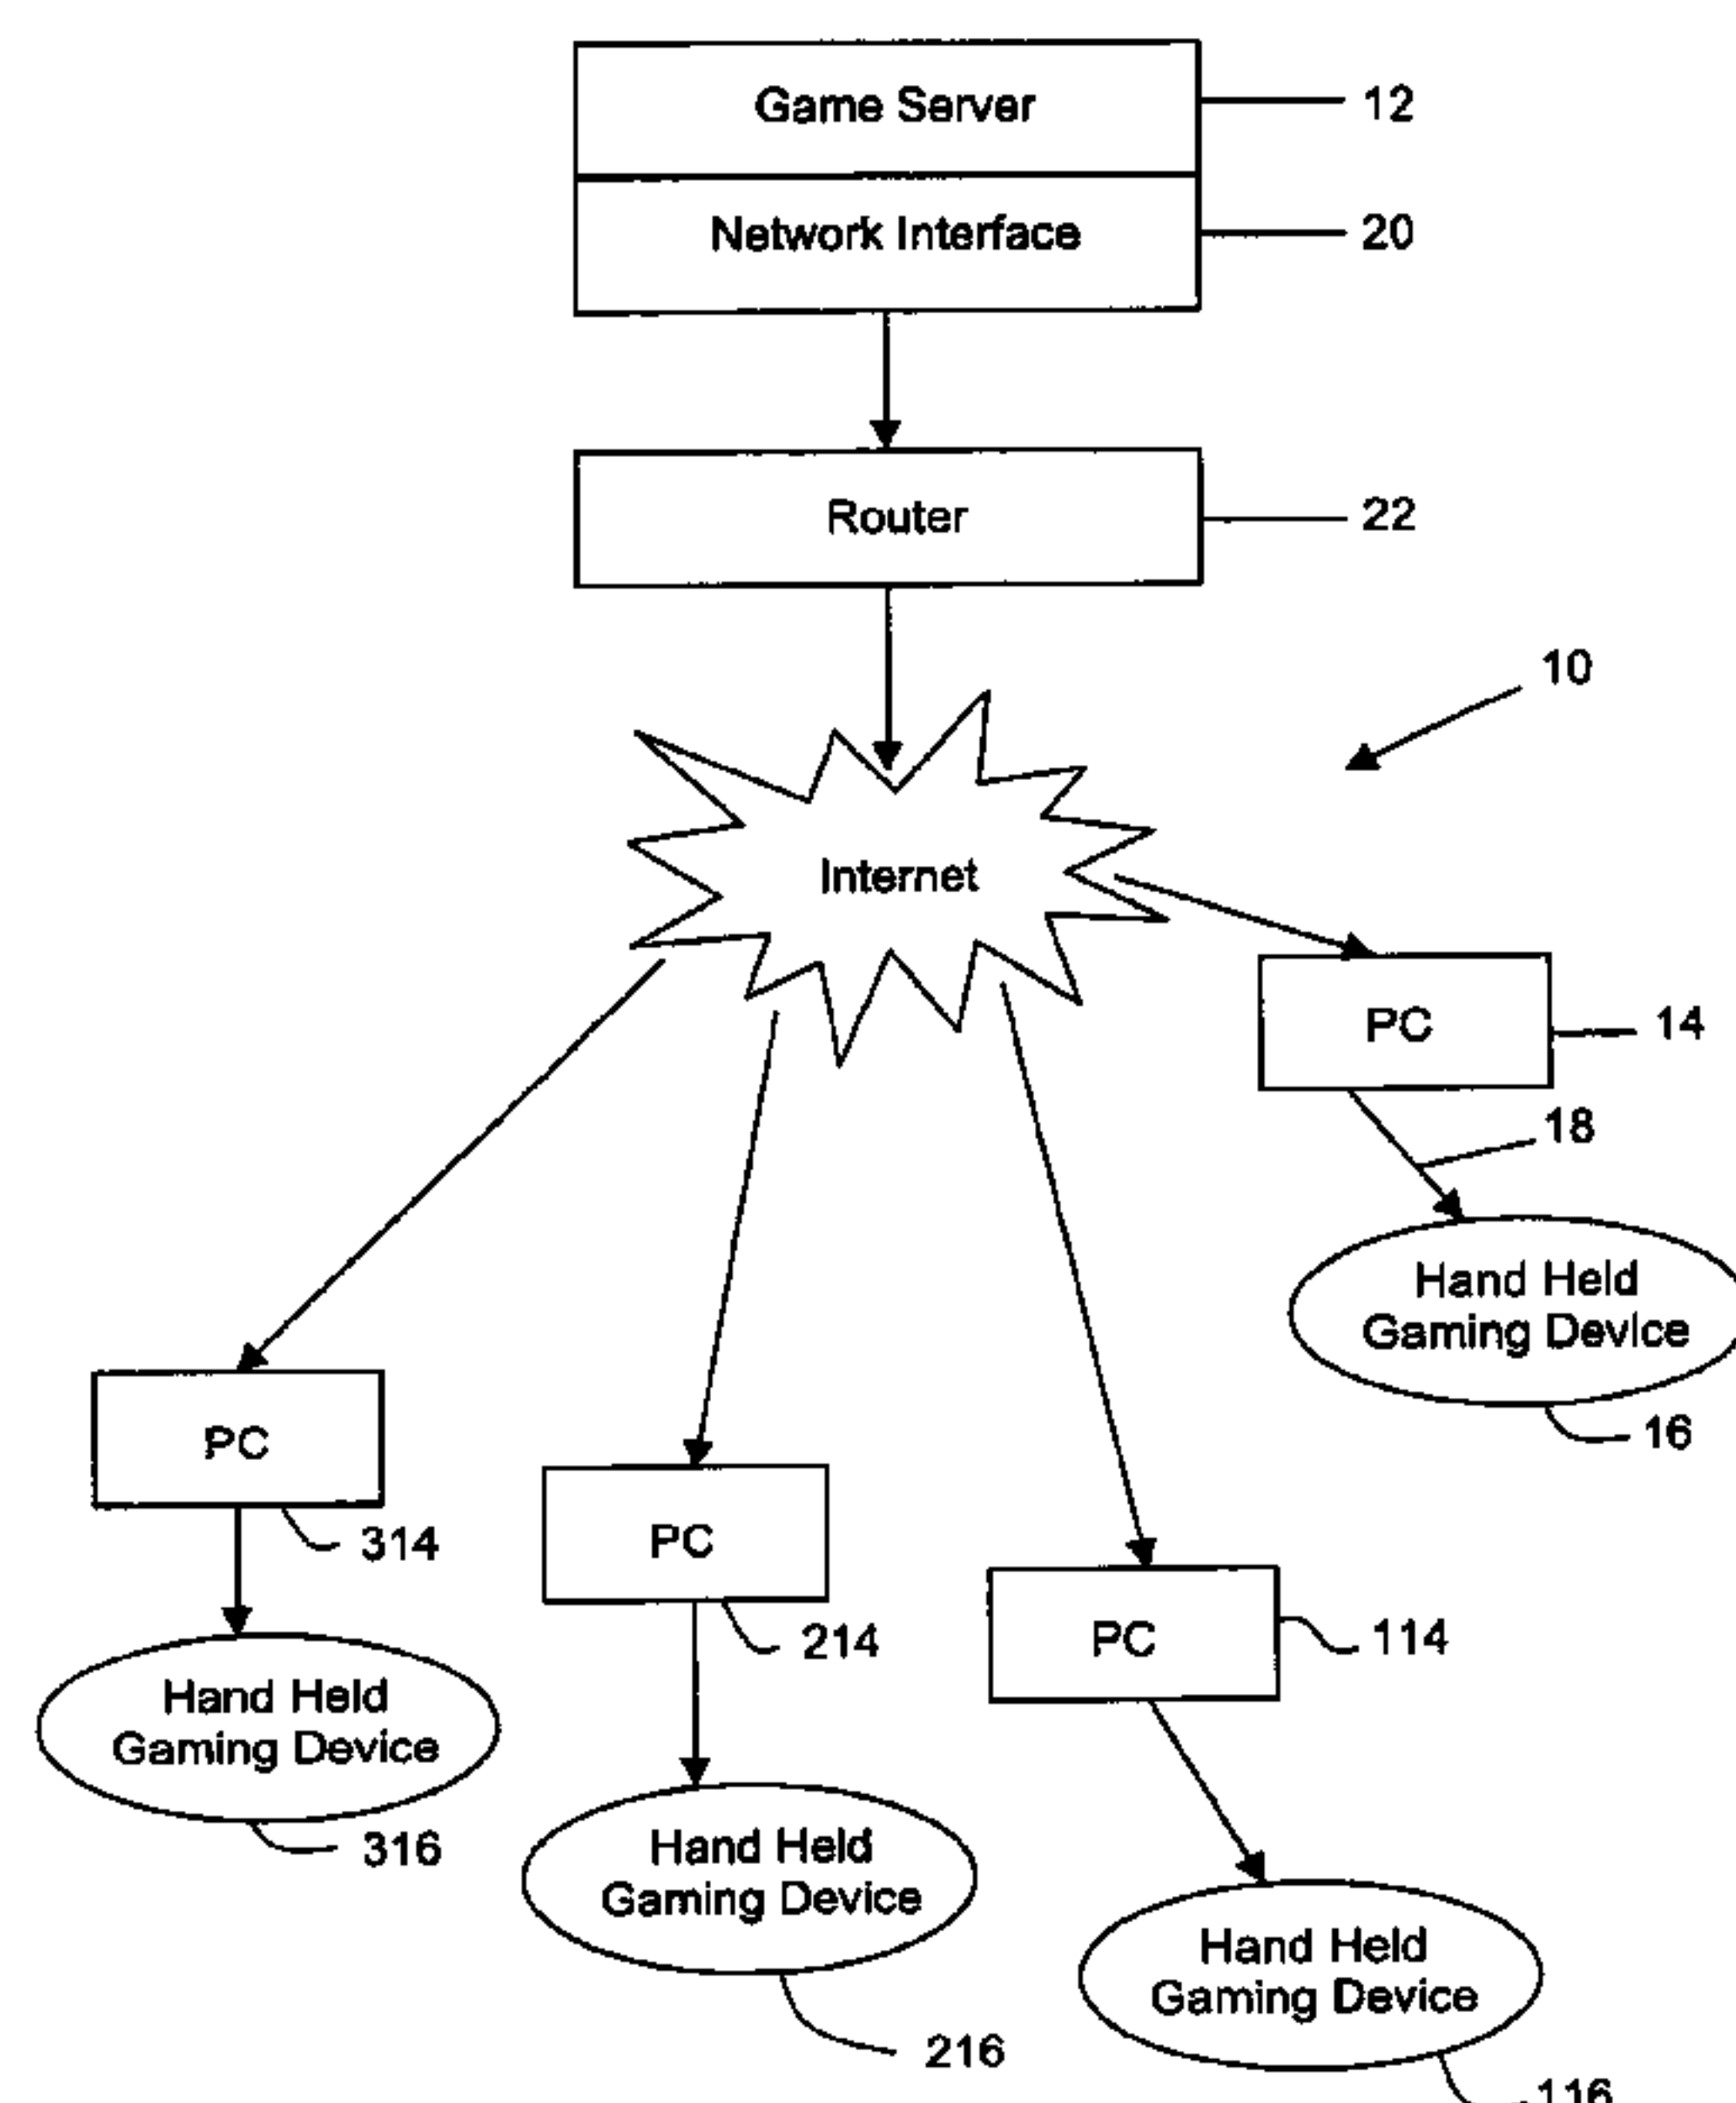 Game Server
12
Network Interface
20
Router
22
10
Internet
PC
14
18
Hand Held
Gaming Device
16
PC
314
PC
214
PC
114
Hand Held
Gaming Device
316
Hand Held
Gaming Device
216
Hand Held
Gaming Device
116